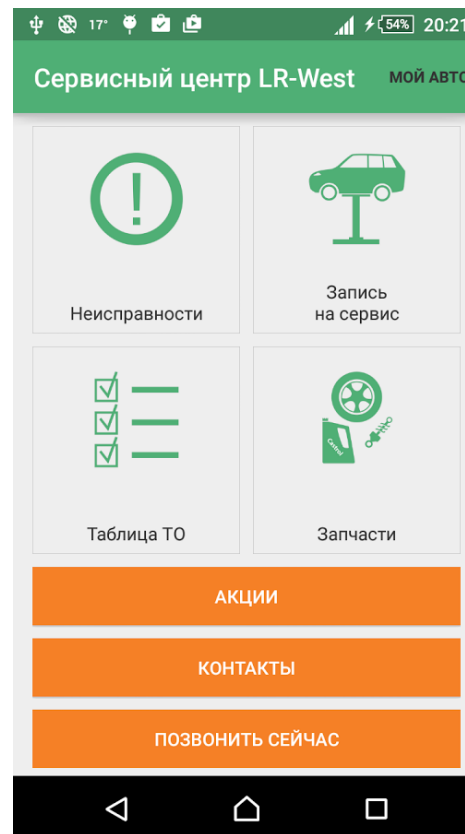 17° 54% 20:21
Сервисный центр LR-West МОЙ АВТО
Неисправности
Запись
на сервис
Castrol
Таблица ТО
Запчасти
АКЦИИ
КОНТАКТЫ
ПОЗВОНИТЬ СЕЙЧАС